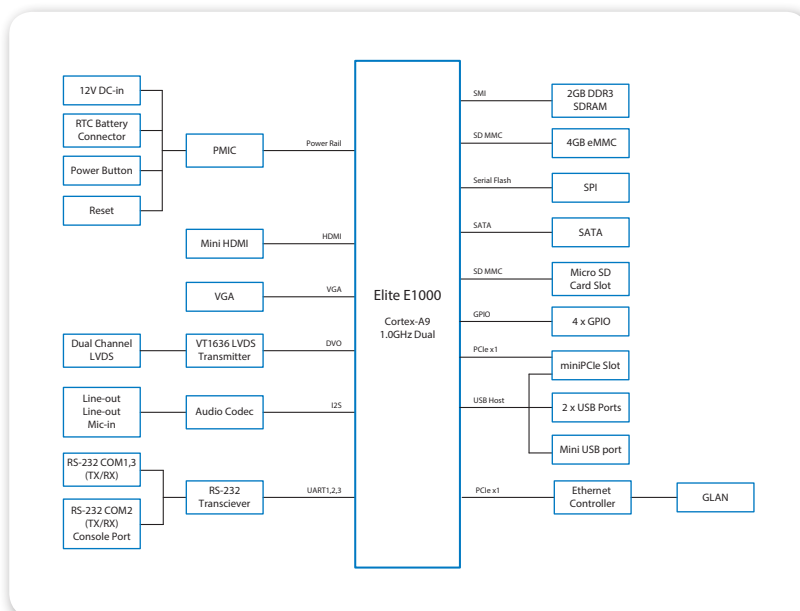 12V DC-in
RTC Battery
Connector
Power Button
Reset
PMIC
Power Rail
Mini HDMI
HDMI
VGA
VGA
Dual Channel
LVDS
VT1636 LVDS
Transmitter
DVO
Line-out
Line-out
Mic-in
Audio Codec
I2S
RS-232 COM1,3
(TX/RX)
RS-232 COM2
(TX/RX)
Console Port
RS-232
Transciever
UART1,2,3
Elite E1000
Cortex-A9
1.0GHz Dual
SMI
2GB DDR3
SDRAM
SD MMC
4GB eMMC
Serial Flash
SPI
SATA
SATA
SD MMC
Micro SD
Card Slot
GPIO
4 x GPIO
PCIe x1
miniPCIe Slot
USB Host
2 x USB Ports
Mini USB port
PCIe x1
Ethernet
Controller
GLAN